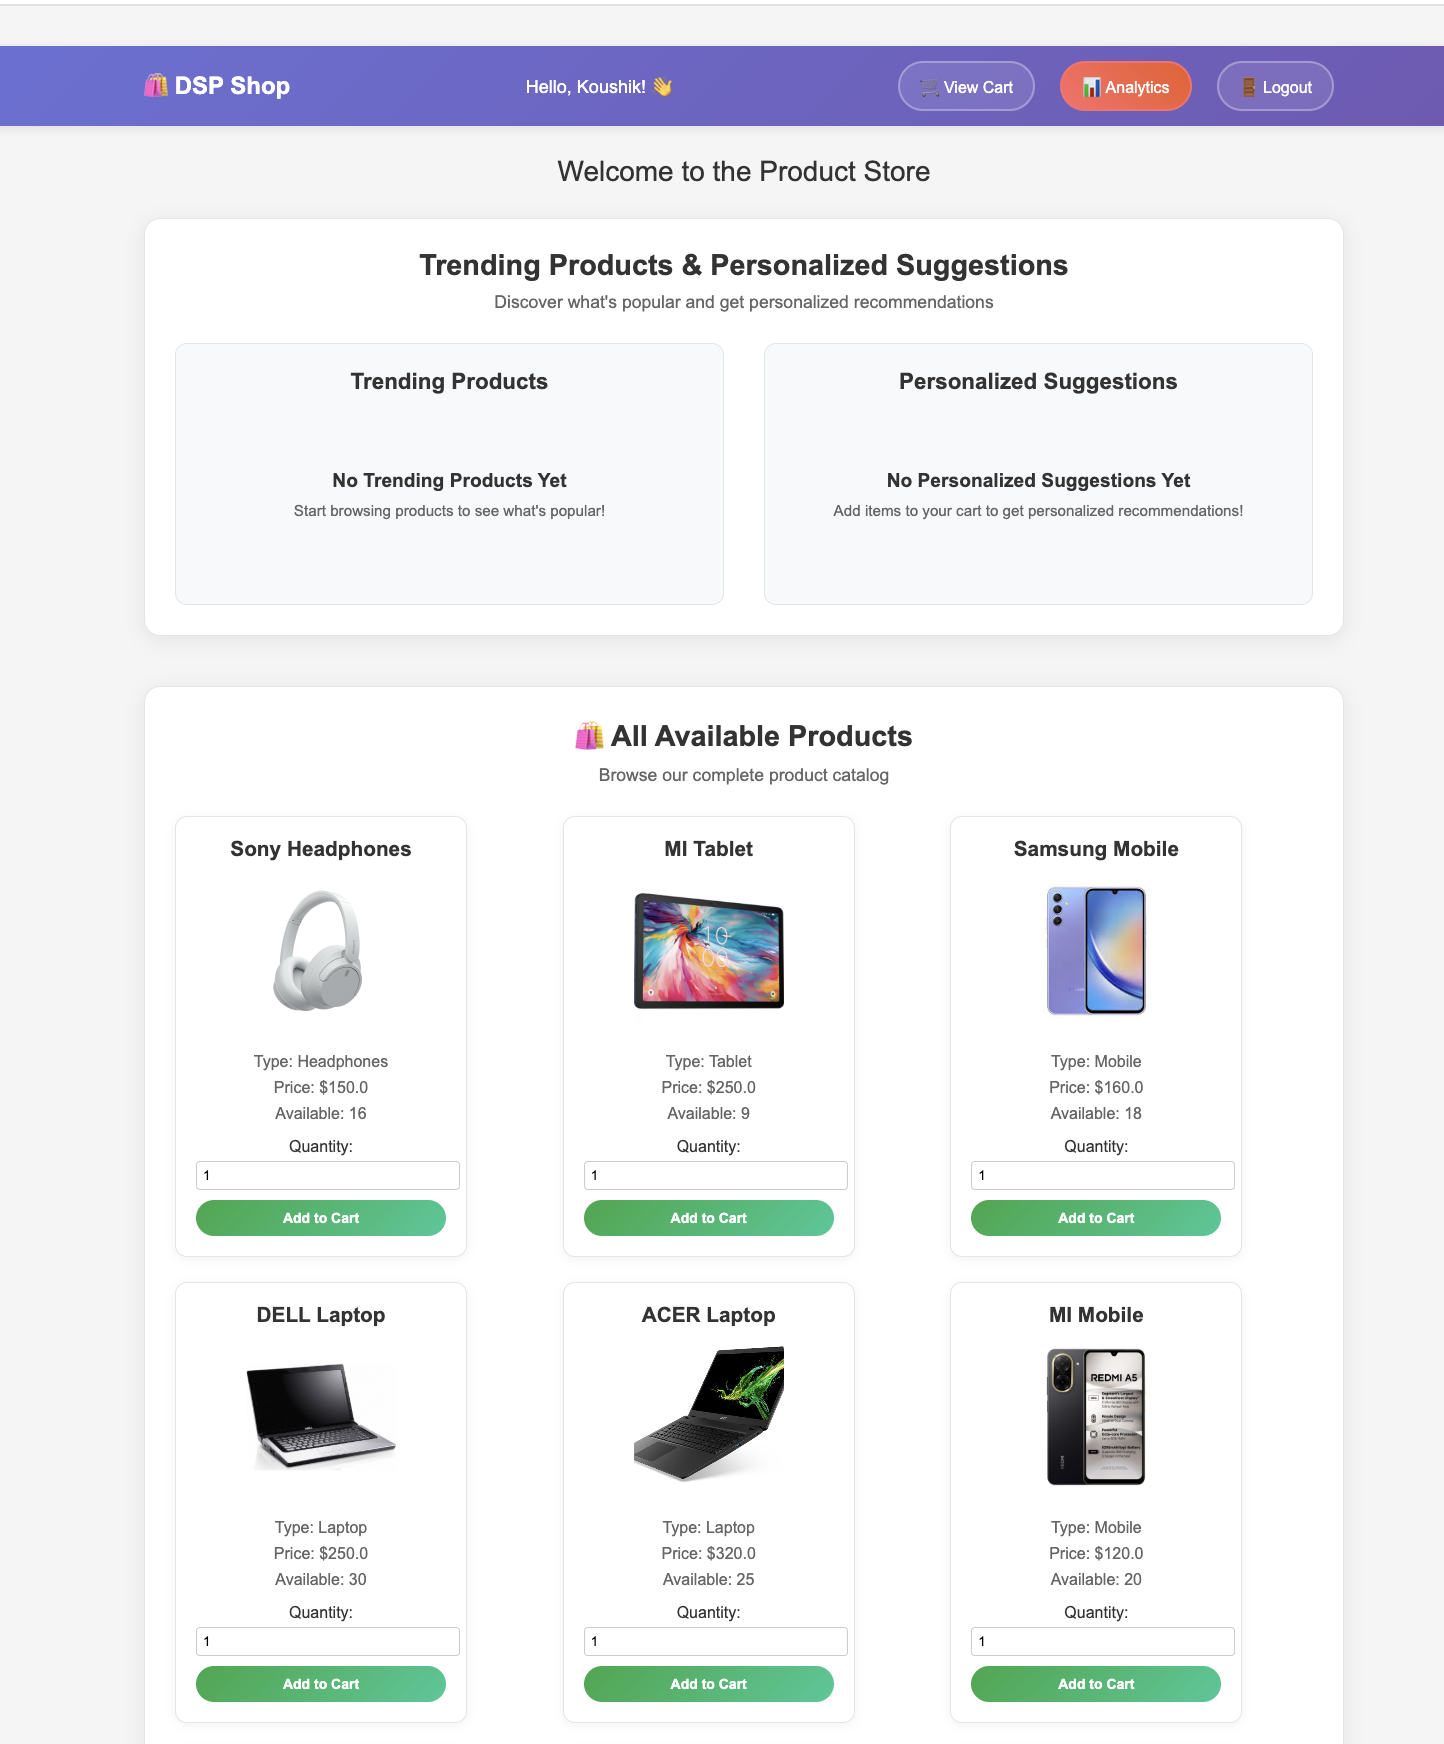 🛍️ DSP Shop
Hello, Koushik! 👋
🛒 View Cart
📊 Analytics
🚪 Logout
Welcome to the Product Store
Trending Products & Personalized Suggestions
Discover what's popular and get personalized recommendations
Trending Products
No Trending Products Yet
Start browsing products to see what's popular!
Personalized Suggestions
No Personalized Suggestions Yet
Add items to your cart to get personalized recommendations!
🛍️ All Available Products
Browse our complete product catalog
Sony Headphones
Type: Headphones
Price: $150.0
Available: 16
Quantity:
1
Add to Cart
MI Tablet
10
09
Type: Tablet
Price: $250.0
Available: 9
Quantity:
1
Add to Cart
Samsung Mobile
Type: Mobile
Price: $160.0
Available: 18
Quantity:
1
Add to Cart
DELL Laptop
Type: Laptop
Price: $250.0
Available: 30
Quantity:
1
Add to Cart
ACER Laptop
Type: Laptop
Price: $320.0
Available: 25
Quantity:
1
Add to Cart
MI Mobile
REDMI A5
Type: Mobile
Price: $120.0
Available: 20
Quantity:
1
Add to Cart